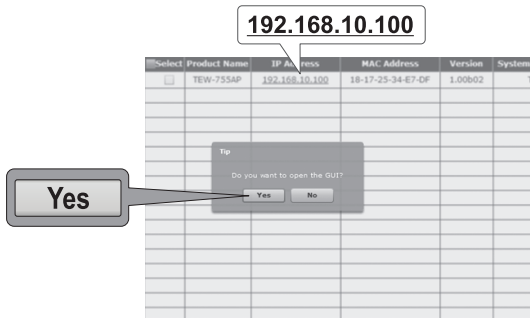 192.168.10.100
Select Product Name IP Address MAC Address Version System
TEW-755AP 192.168.10.100 18-17-25-34-E7-DF 1.00b02
Tip
Do you want to open the GUI?
Yes No
Yes